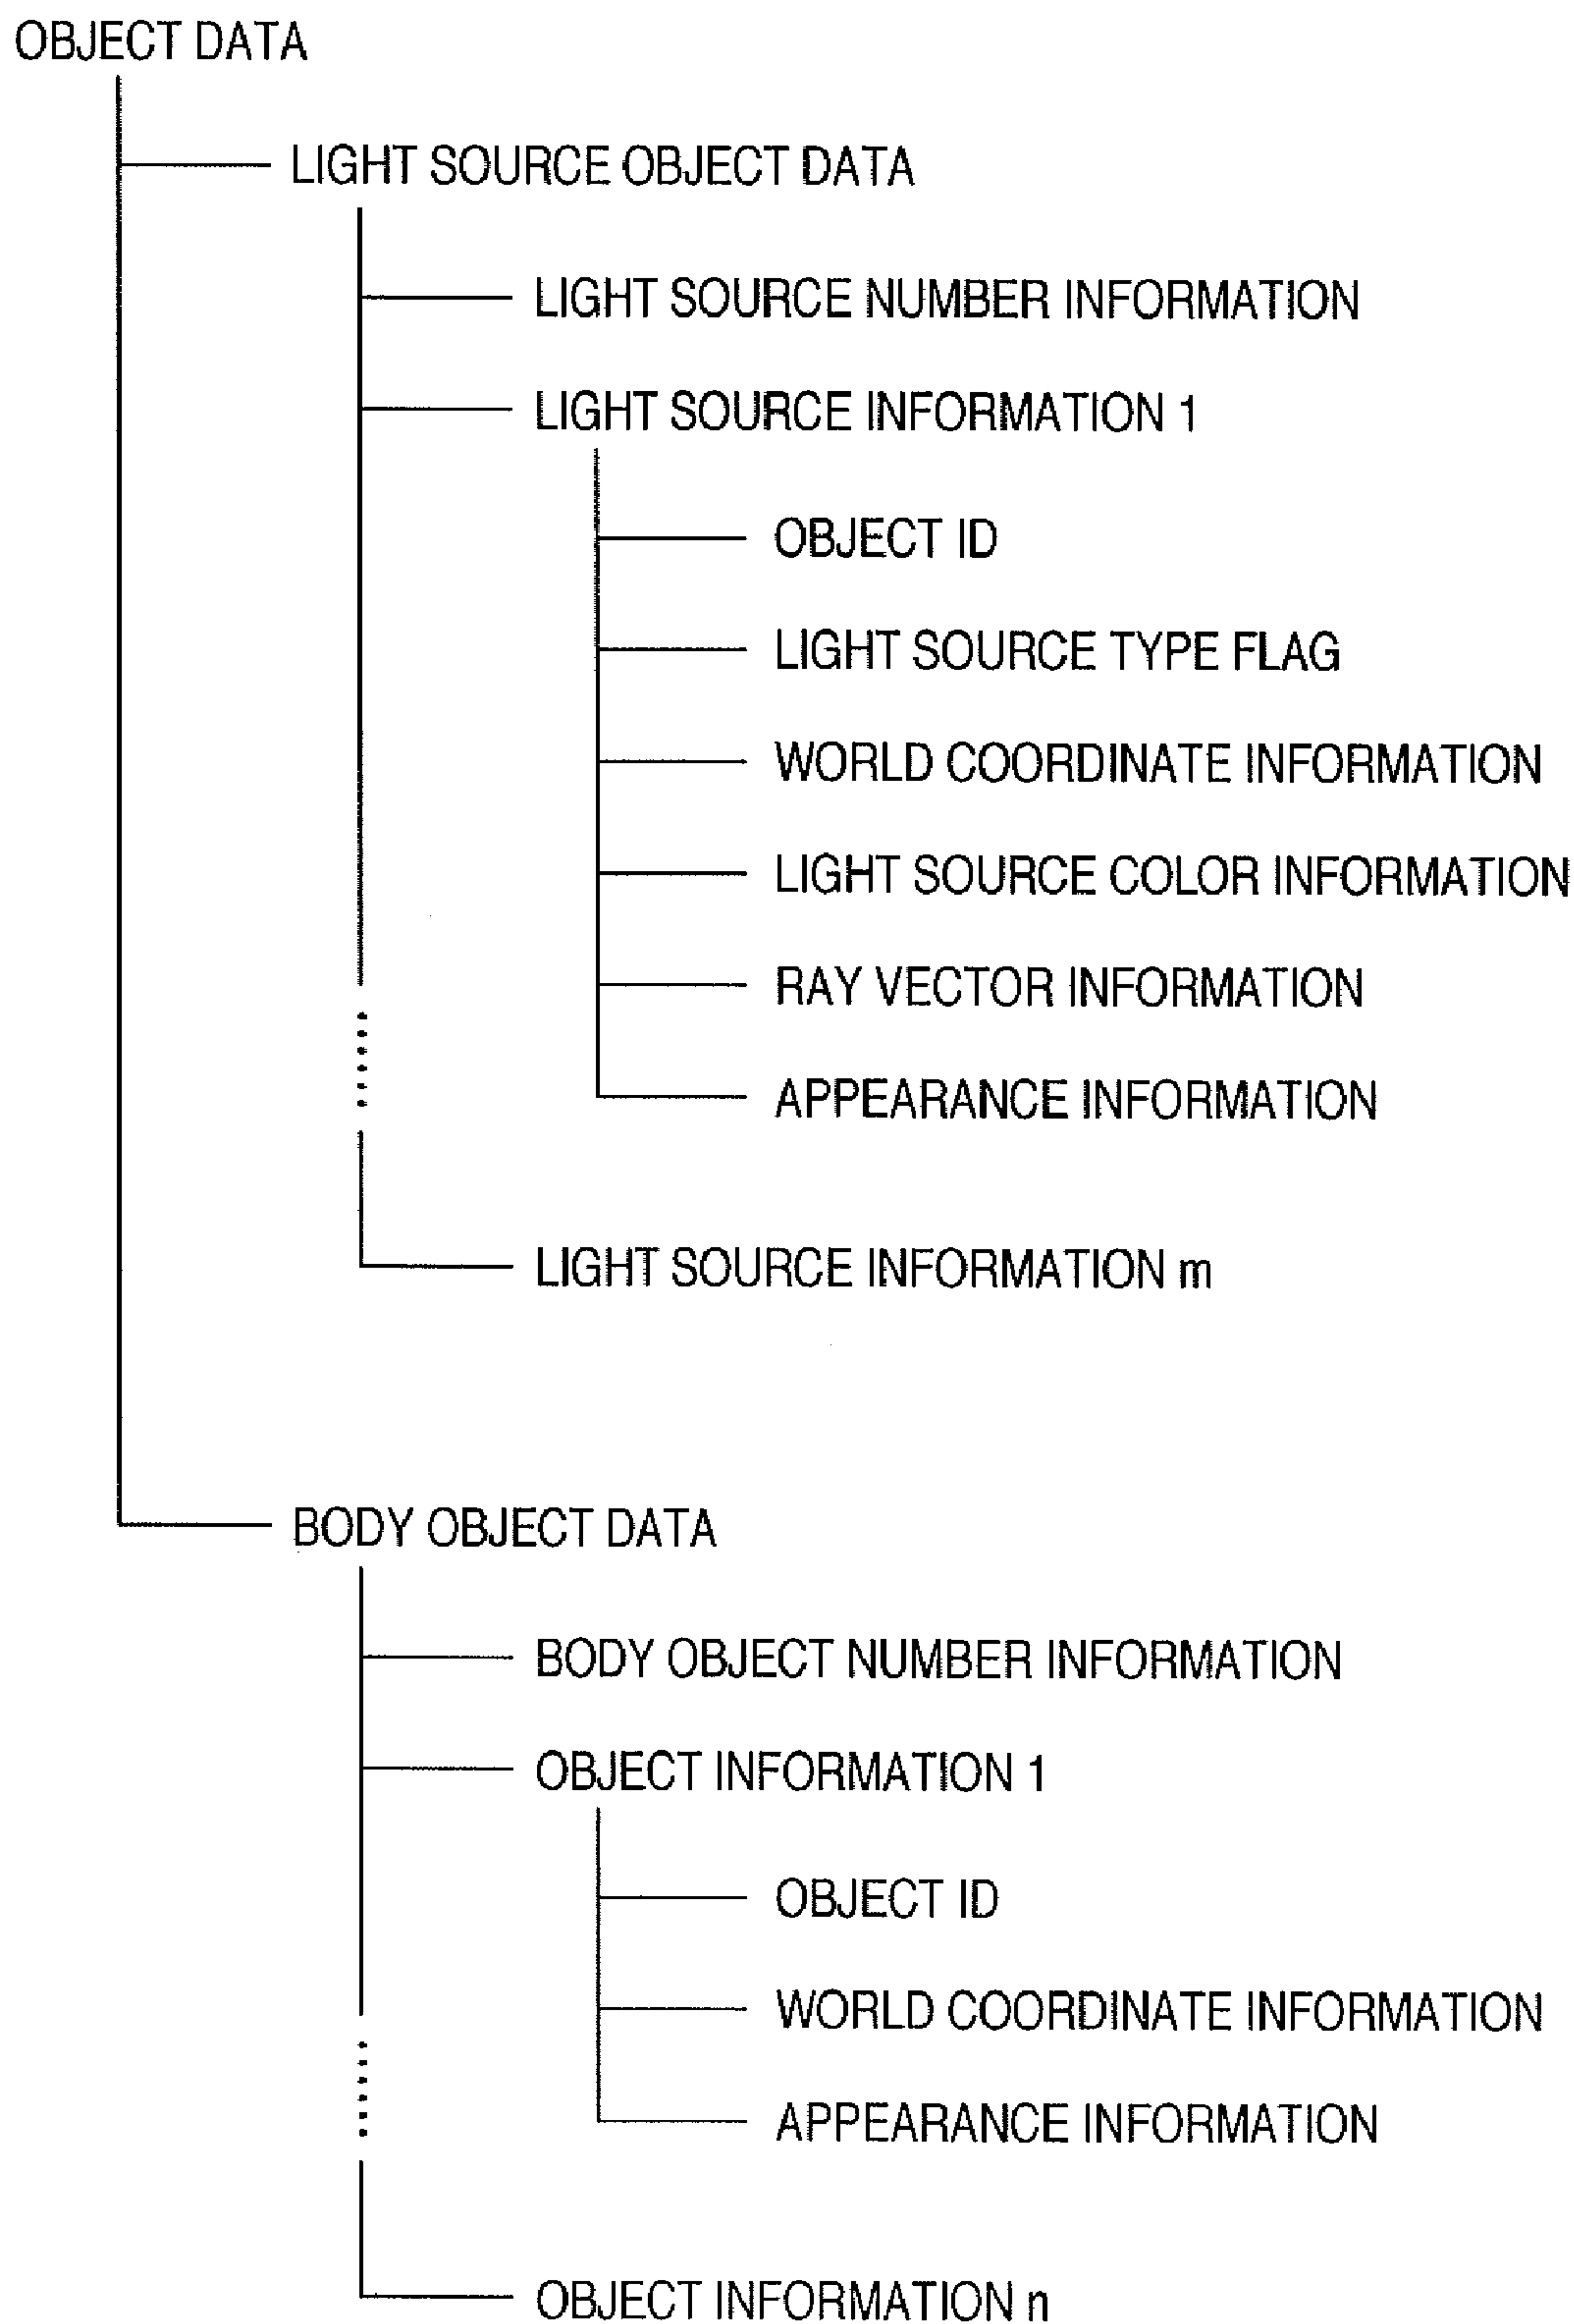 OBJECT DATA
LIGHT SOURCE OBJECT DATA
LIGHT SOURCE NUMBER INFORMATION
LIGHT SOURCE INFORMATION 1
OBJECT ID
LIGHT SOURCE TYPE FLAG
WORLD COORDINATE INFORMATION
LIGHT SOURCE COLOR INFORMATION
RAY VECTOR INFORMATION
APPEARANCE INFORMATION
LIGHT SOURCE INFORMATION m
BODY OBJECT DATA
BODY OBJECT NUMBER INFORMATION
OBJECT INFORMATION 1
OBJECT ID
WORLD COORDINATE INFORMATION
APPEARANCE INFORMATION
OBJECT INFORMATION n